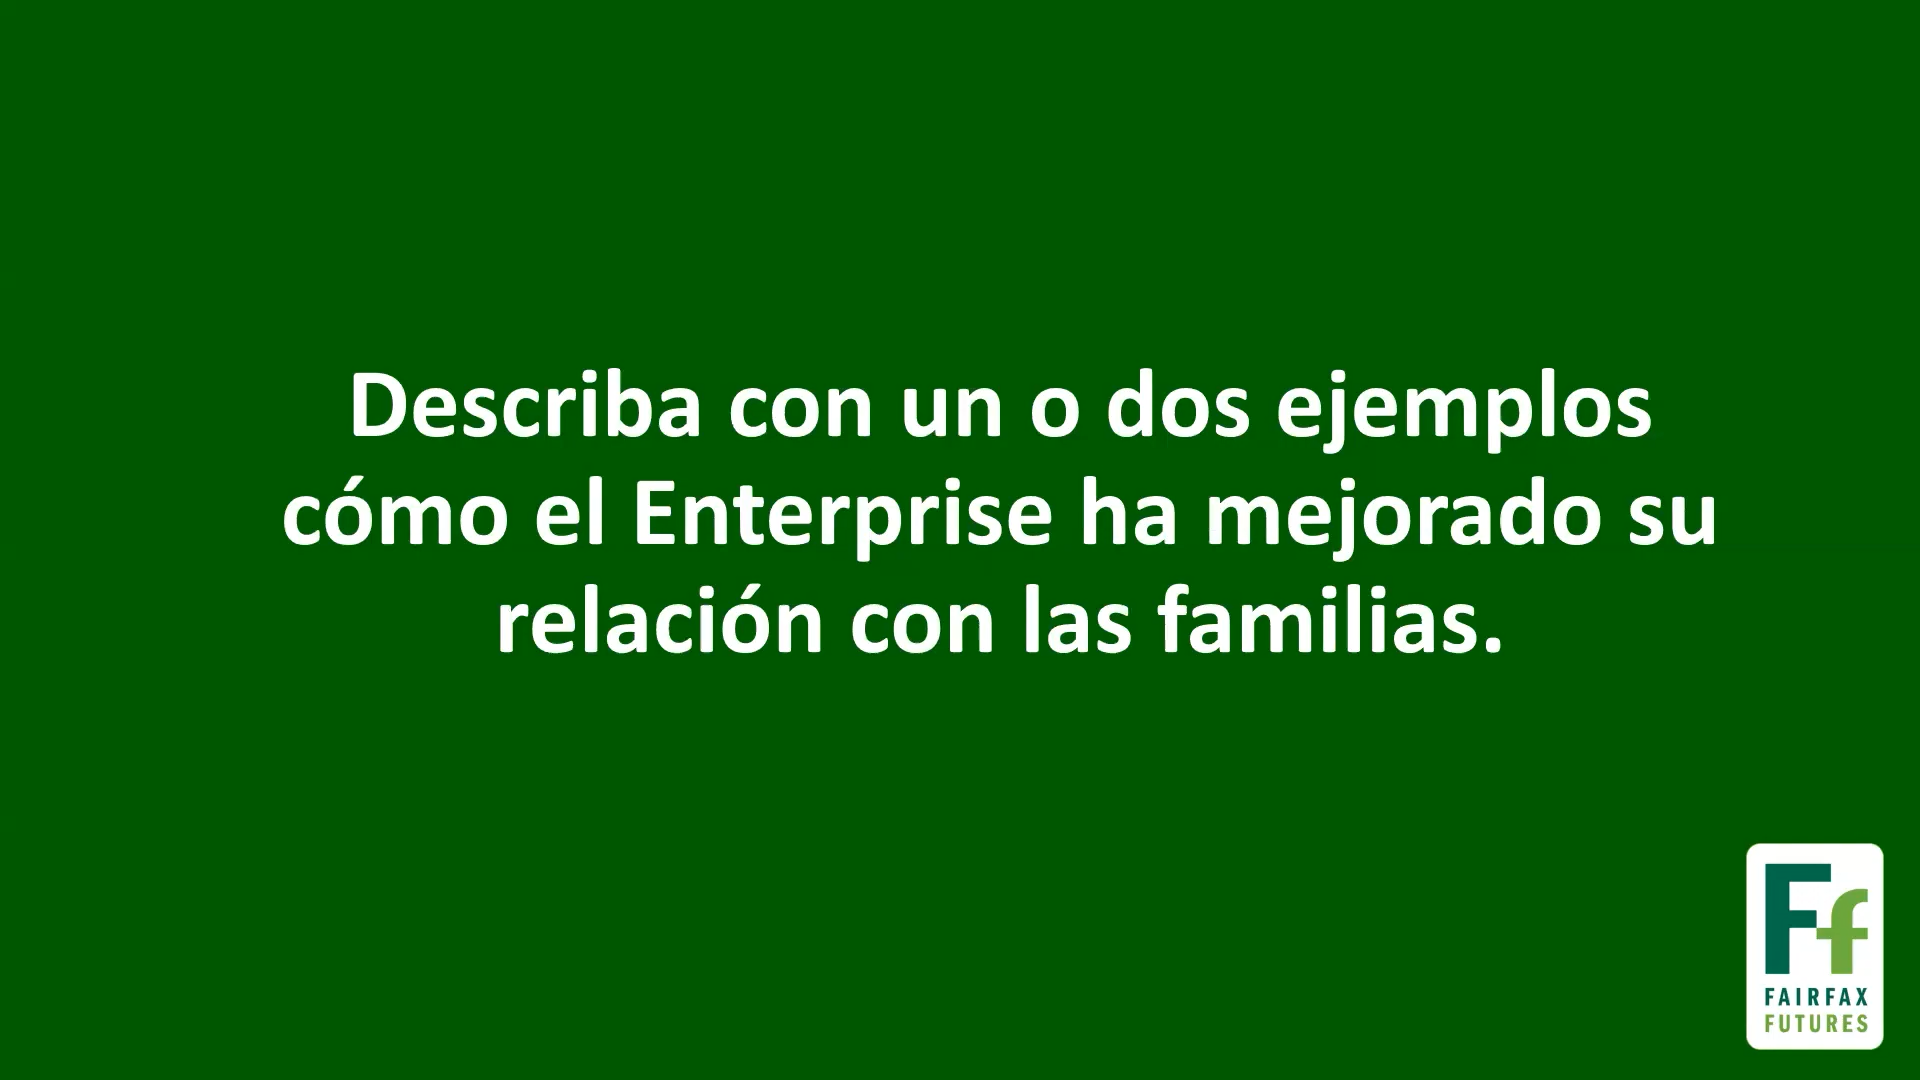 Describa con un o dos ejemplos
cómo el Enterprise ha mejorado su
relación con las familias.
Ff
FAIRFAX
FUTURES